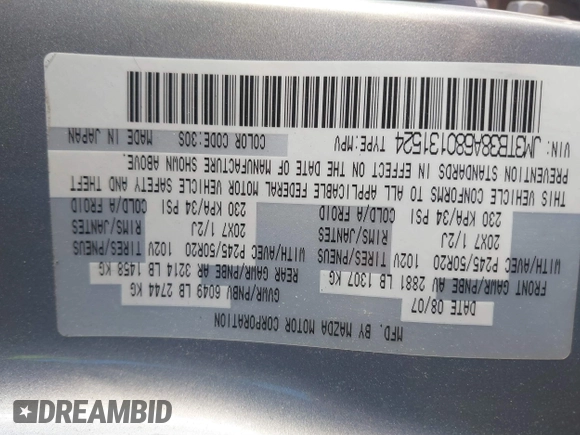 MFD. BY MAZDA MOTOR CORPORATION
DATE 08/07 GVWR/PNBV 6049 LB 2744 KG
FRONT GAWR/PNBE AV 2881 LB 1307 KG REAR GAWR/PNBE AR 3214 LB 1458 KG
WITH/AVEC P245/50R20 102V TIRES/PNEUS WITH/AVEC P245/50R20 102V TIRES/PNEUS
20X7 1/2J RIMS/JANTES 20X7 1/2J RIMS/JANTES
230 KPA/34 PSI COLD/A FROID 230 KPA/34 PSI COLD/A FROID
THIS VEHICLE CONFORMS TO ALL APPLICABLE FEDERAL MOTOR VEHICLE SAFETY AND THEFT
PREVENTION STANDARDS IN EFFECT ON THE DATE OF MANUFACTURE SHOWN ABOVE.
VIN: JM3TB38A680131524 TYPE:MPV COLOR CODE:30S MADE IN JAPAN
DREAMBID